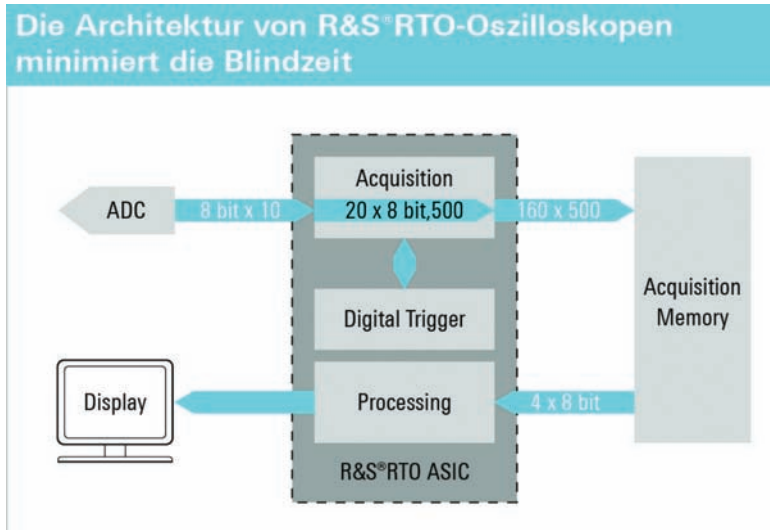 Die Architektur von R&S®RTO-Oszilloskopen
minimiert die Blindzeit
ADC
8 bit x 10
Acquisition
20 x 8 bit,500
160 x 500
Acquisition
Memory
Digital Trigger
Display
Processing
4 x 8 bit
R&S®RTO ASIC